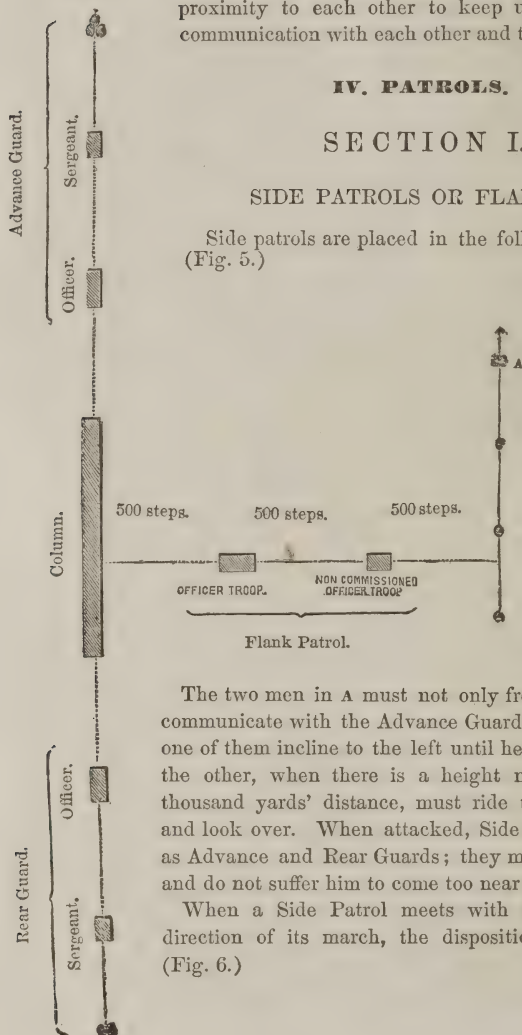 proximity to each other to keep
communication with each other and
IV. PATROLS.
SECTION I.
SIDE PATROLS OR
Side patrols are placed in the
(Fig. 5.)
Advance Guard.
Sergeant.
Officer.
Column.
500 steps. 500 steps. 500 steps.
A
OFFICER TROOP.
NON COMMISSIONED
OFFICER TROOP
Flank Patrol.
Rear Guard.
Officer.
Sergeant.
The two men in A must not only
communicate with the Advance Guard
one of them incline to the left until
the other, when there is a height
thousand yards' distance, must ride
and look over. When attacked, Side
as Advance and Rear Guards; they
and do not suffer him to come too near
When a Side Patrol meets with
direction of its march, the
(Fig. 6.)